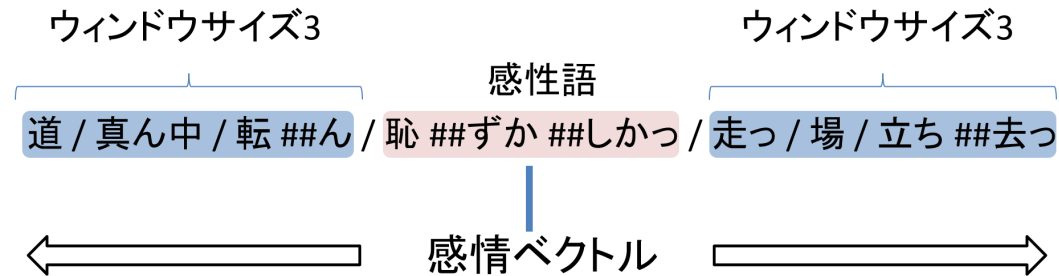 ウィンドウサイズ3 ウィンドウサイズ3
感性語
道 / 真ん中 / 転 ##ん / 恥 ##ずか ##しかっ / 走っ / 場 / 立ち ##去っ
感情ベクトル